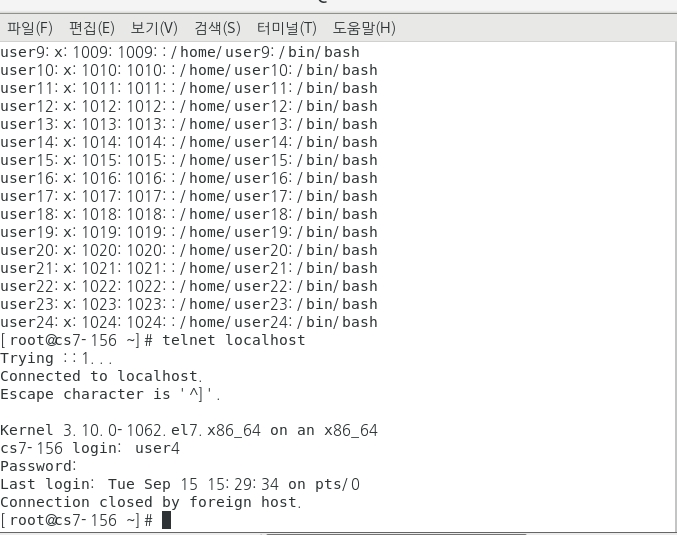 파일(F) 편집(E) 보기(V) 검색(S) 터미널(T) 도움말(H)
user9:x:1009:1009::/home/user9:/bin/bash
user10:x:1010:1010::/home/user10:/bin/bash
user11:x:1011:1011::/home/user11:/bin/bash
user12:x:1012:1012::/home/user12:/bin/bash
user13:x:1013:1013::/home/user13:/bin/bash
user14:x:1014:1014::/home/user14:/bin/bash
user15:x:1015:1015::/home/user15:/bin/bash
user16:x:1016:1016::/home/user16:/bin/bash
user17:x:1017:1017::/home/user17:/bin/bash
user18:x:1018:1018::/home/user18:/bin/bash
user19:x:1019:1019::/home/user19:/bin/bash
user20:x:1020:1020::/home/user20:/bin/bash
user21:x:1021:1021::/home/user21:/bin/bash
user22:x:1022:1022::/home/user22:/bin/bash
user23:x:1023:1023::/home/user23:/bin/bash
user24:x:1024:1024::/home/user24:/bin/bash
[root@cs7-156 ~]# telnet localhost
Trying ::1...
Connected to localhost.
Escape character is '^]'.
Kernel 3.10.0-1062.el7.x86_64 on an x86_64
cs7-156 login: user4
Password:
Last login: Tue Sep 15 15:29:34 on pts/0
Connection closed by foreign host.
[root@cs7-156 ~]#